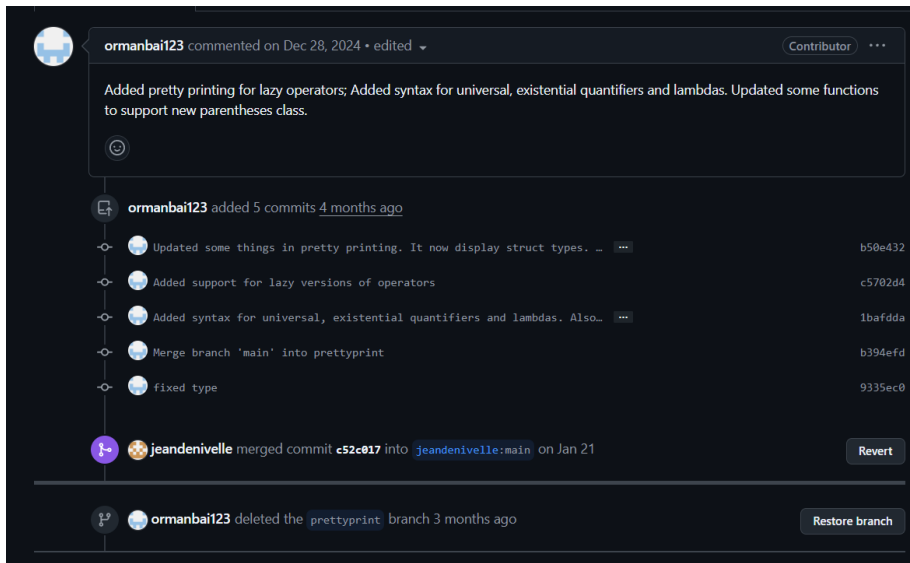 ormanbai123 commented on Dec 28, 2024 • edited
Contributor ···
Added pretty printing for lazy operators; Added syntax for universal, existential quantifiers and lambdas. Updated some functions
to support new parentheses class.
ormanbai123 added 5 commits 4 months ago
Updated some things in pretty printing. It now display struct types. … ··· b50e432
Added support for lazy versions of operators c5702d4
Added syntax for universal, existential quantifiers and lambdas. Also… ··· 1bafdda
Merge branch 'main' into prettyprint b394efd
fixed type 9335ec0
jeandenivelle merged commit c52c017 into jeandenivelle:main on Jan 21 Revert
ormanbai123 deleted the prettyprint branch 3 months ago Restore branch